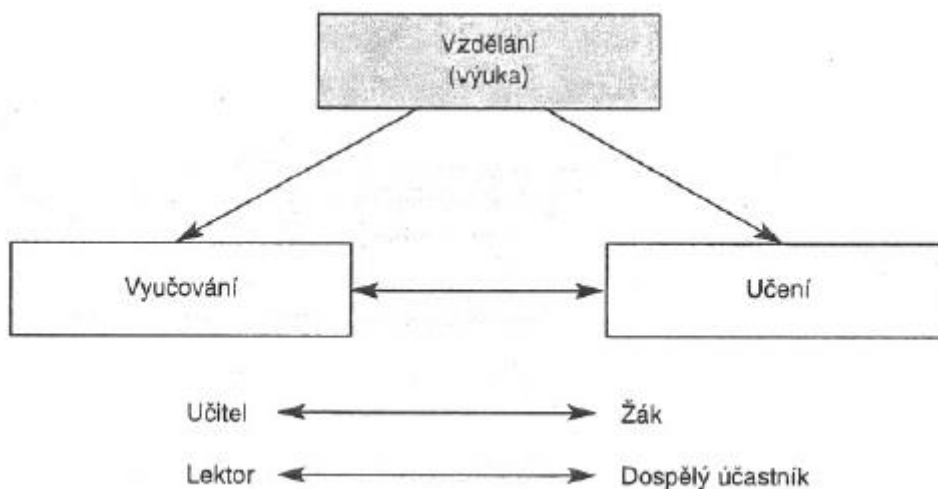 Vzdělání
(výuka)
Vyučování
Učení
Učitel
Žák
Lektor
Dospělý účastník